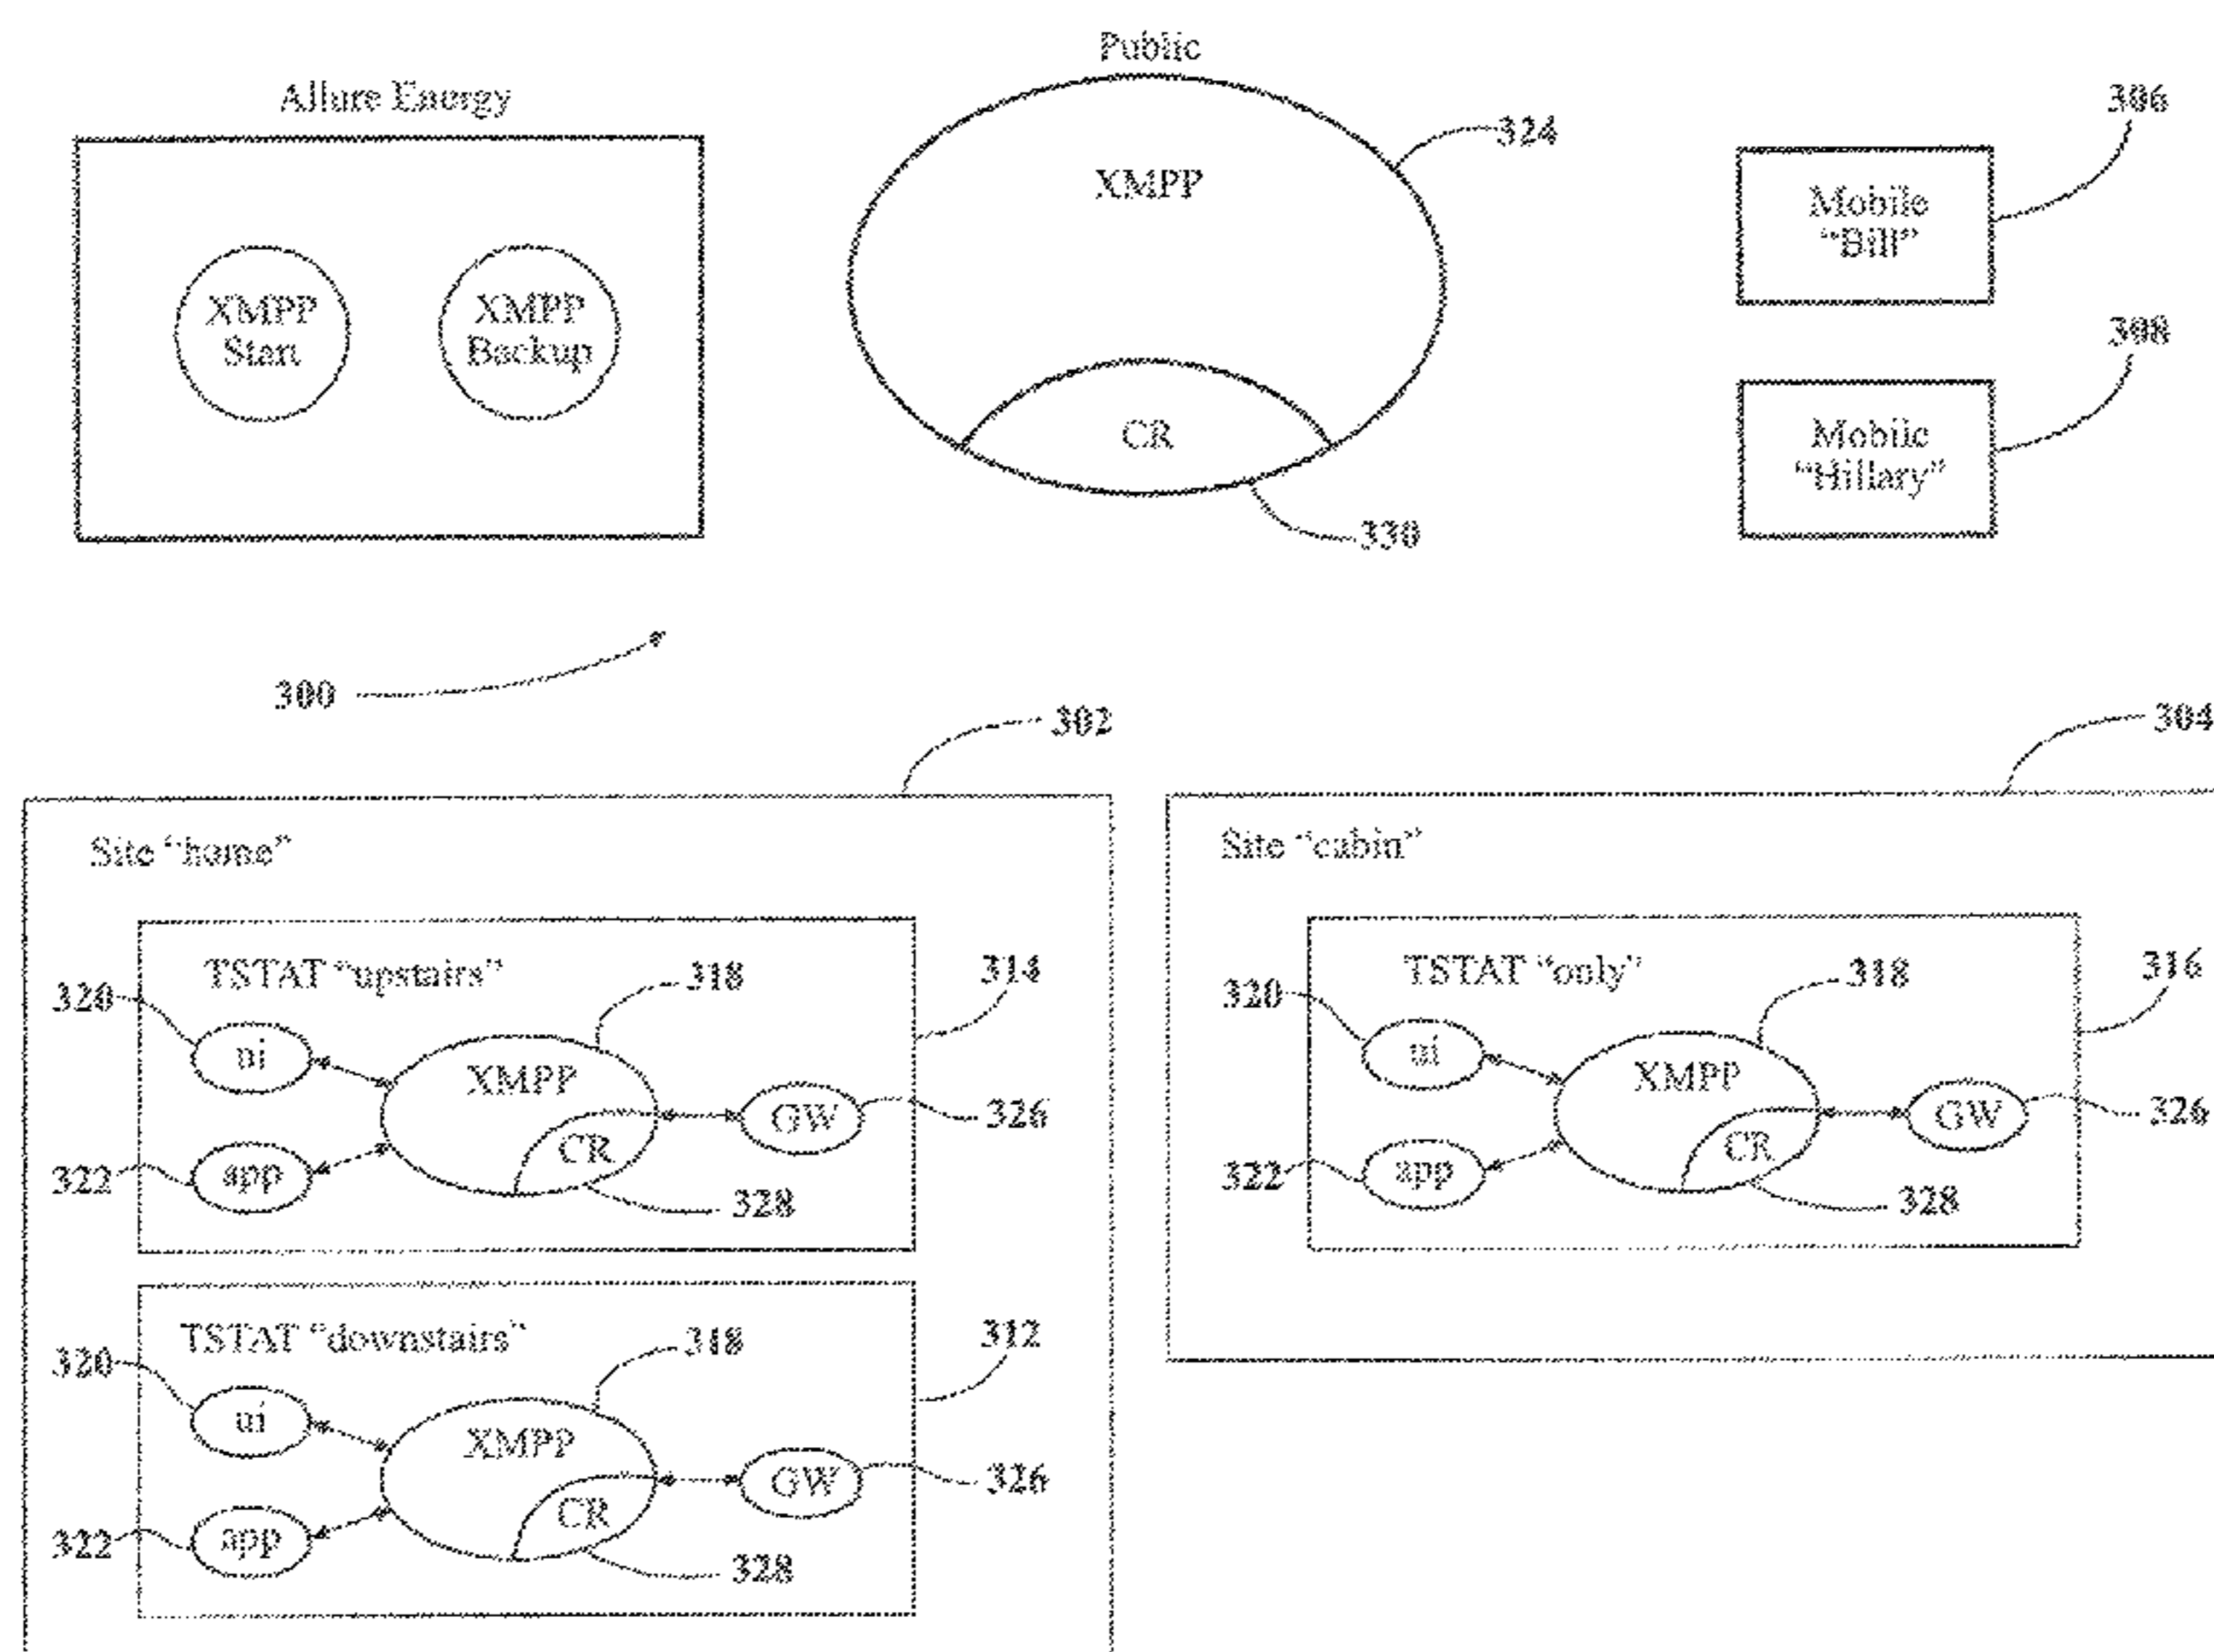 Public
Allure Energy
306
324
XMPP
Mobile
"Bill"
XMPP
Start
XMPP
Backup
308
CR
Mobile
"Hillary"
330
300
302
304
Site "home"
Site "cabin"
TSTAT "upstairs"
318
314
320
ui
XMPP
GW
326
CR
322
app
328
TSTAT "only"
318
316
320
ui
XMPP
GW
326
CR
322
app
328
TSTAT "downstairs"
318
312
320
ui
XMPP
GW
326
CR
322
app
328